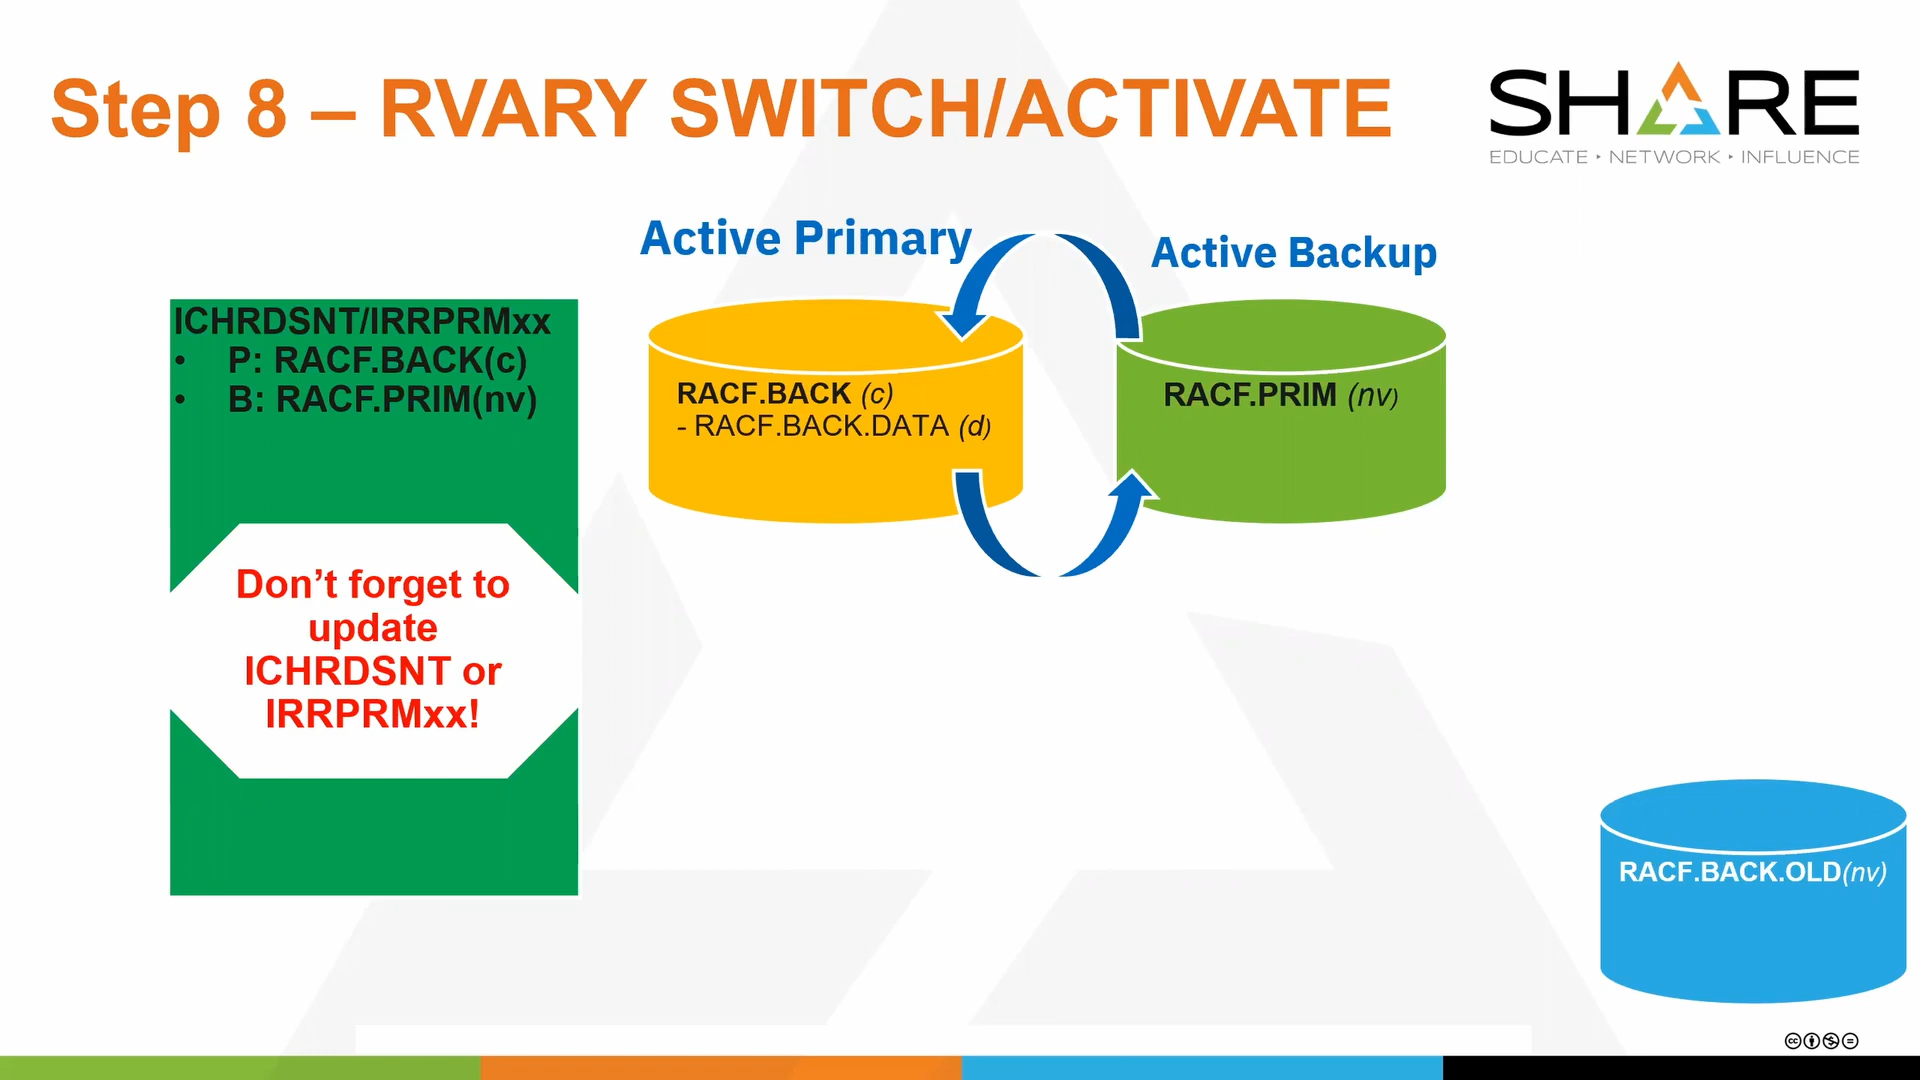 Step 8 – RVARY SWITCH/ACTIVATE
SHARE
EDUCATE • NETWORK • INFLUENCE
Active Primary
Active Backup
ICHRDSNT/IRRPRMxx
• P: RACF.BACK(c)
• B: RACF.PRIM(nv)
Don’t forget to
update
ICHRDSNT or
IRRPRMxx!
RACF.BACK (c)
- RACF.BACK.DATA (d)
RACF.PRIM (nv)
RACF.BACK.OLD(nv)